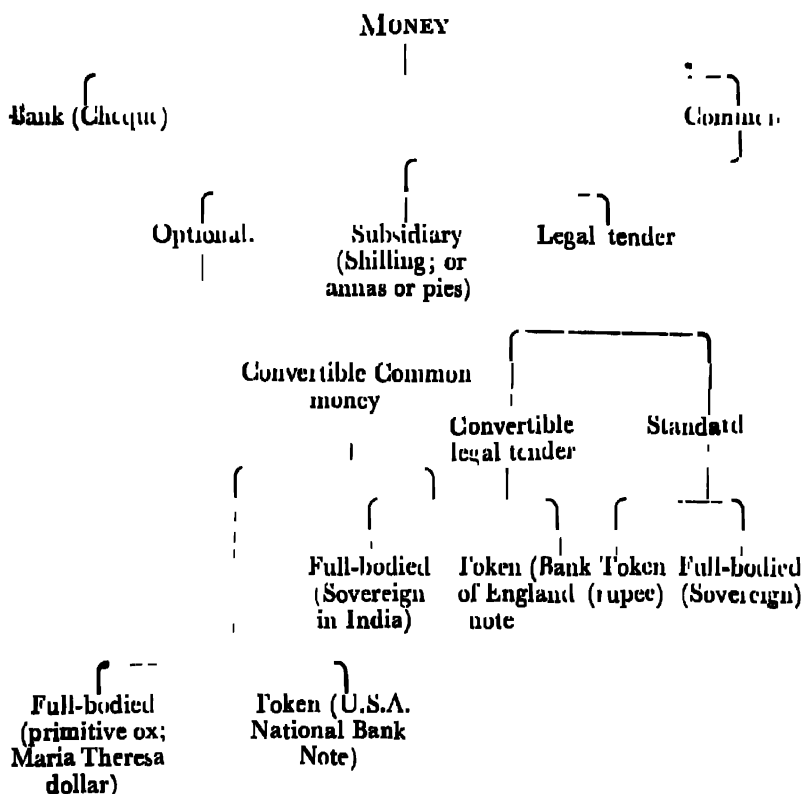 MONEY
Bank (Cheque)
Common
Optional.
Subsidiary
(Shilling; or
annas or pies)
Legal tender
Convertible Common
money
Convertible
legal tender
Standard
Full-bodied
(Sovereign
in India)
Token (Bank
of England
note
Token
(rupee)
Full-bodied
(Sovereign)
Full-bodied
(primitive ox;
Maria Theresa
dollar)
Token (U.S.A.
National Bank
Note)